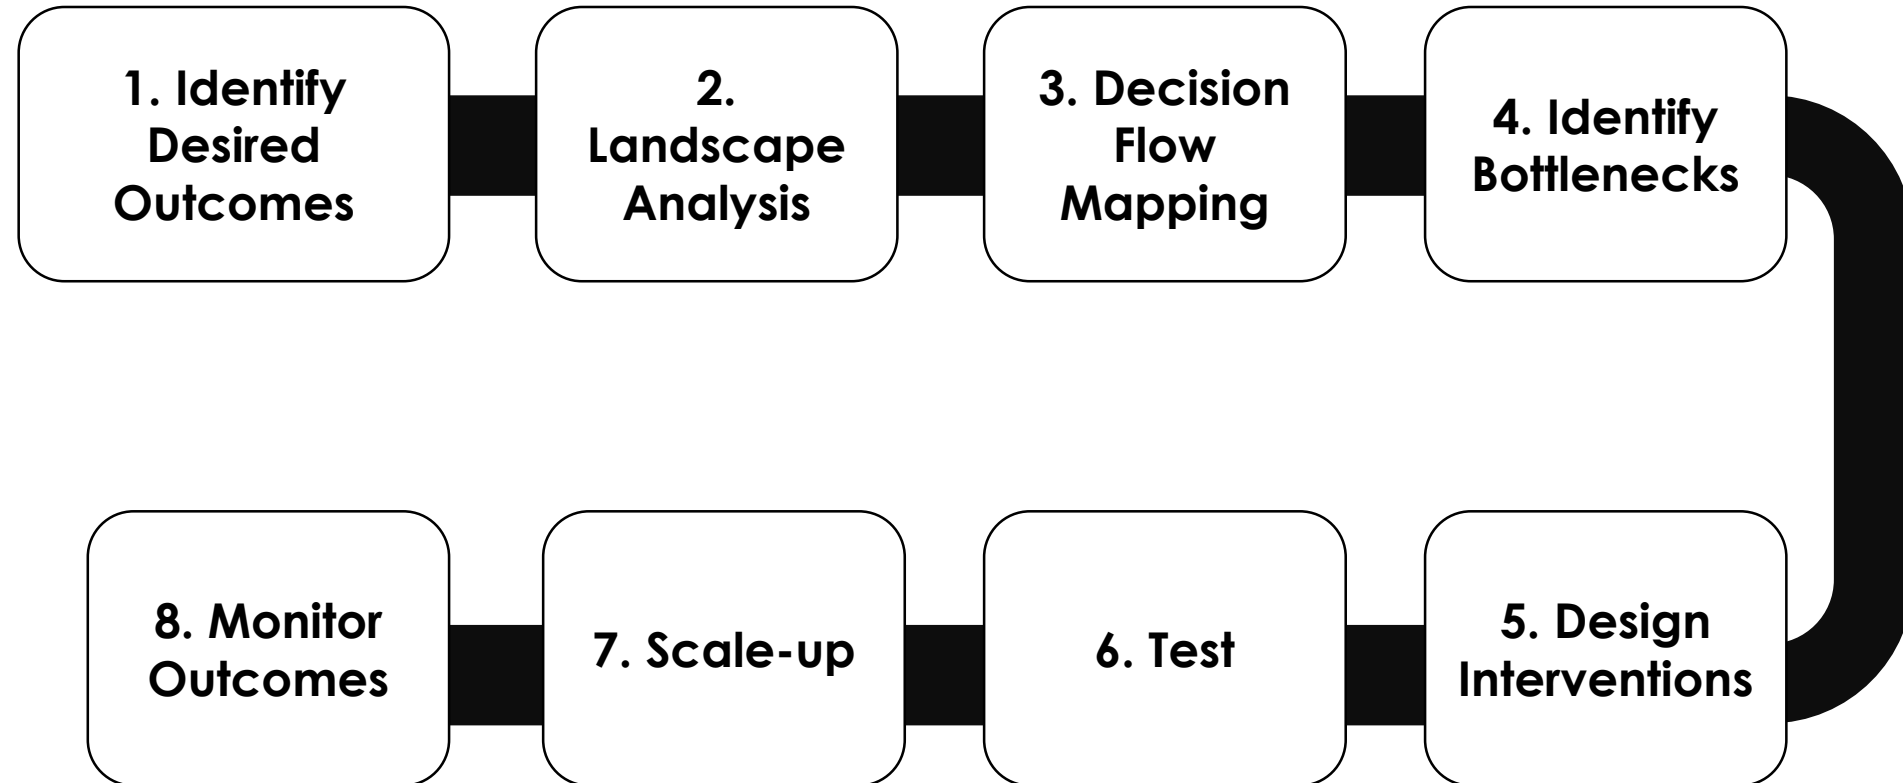 1. Identify
Desired
Outcomes
2.
Landscape
Analysis
3. Decision
Flow
Mapping
4. Identify
Bottlenecks
5. Design
Interventions
6. Test
7. Scale-up
8. Monitor
Outcomes